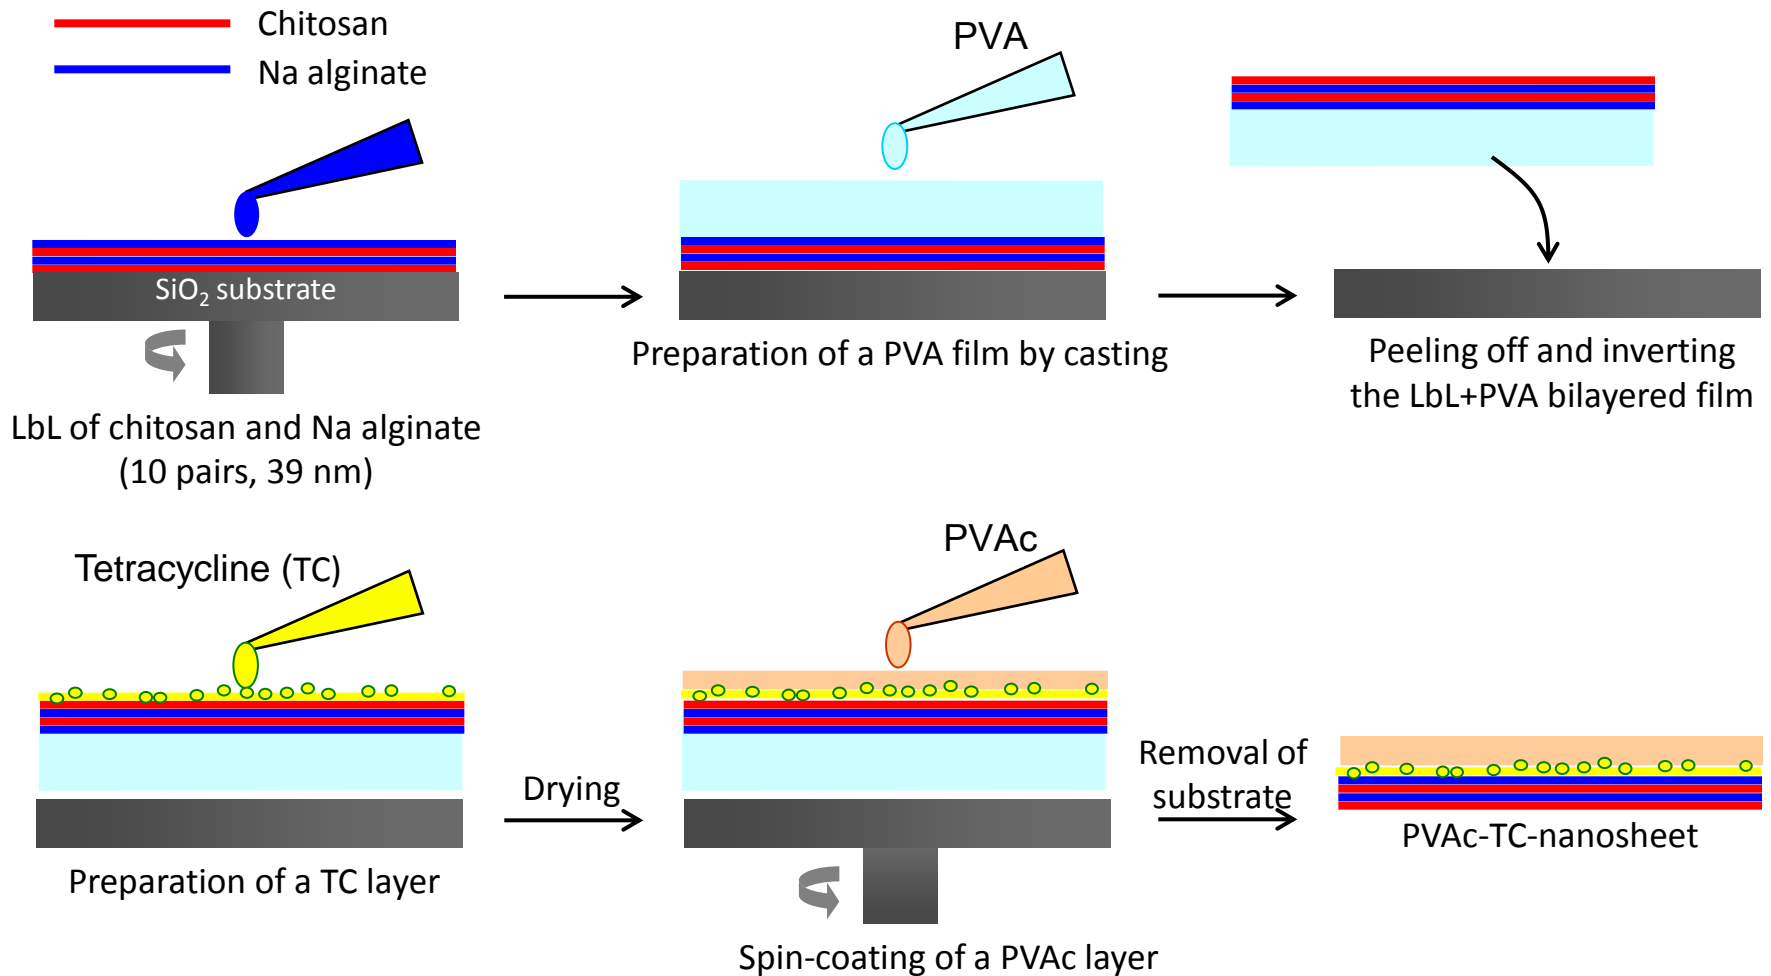 Chitosan
Na alginate
SiO2 substrate
LbL of chitosan and Na alginate
(10 pairs, 39 nm)
PVA
Preparation of a PVA film by casting
Peeling off and inverting
the LbL+PVA bilayered film
Tetracycline (TC)
Preparation of a TC layer
Drying
PVAc
Spin-coating of a PVAc layer
Removal of
substrate
PVAc-TC-nanosheet